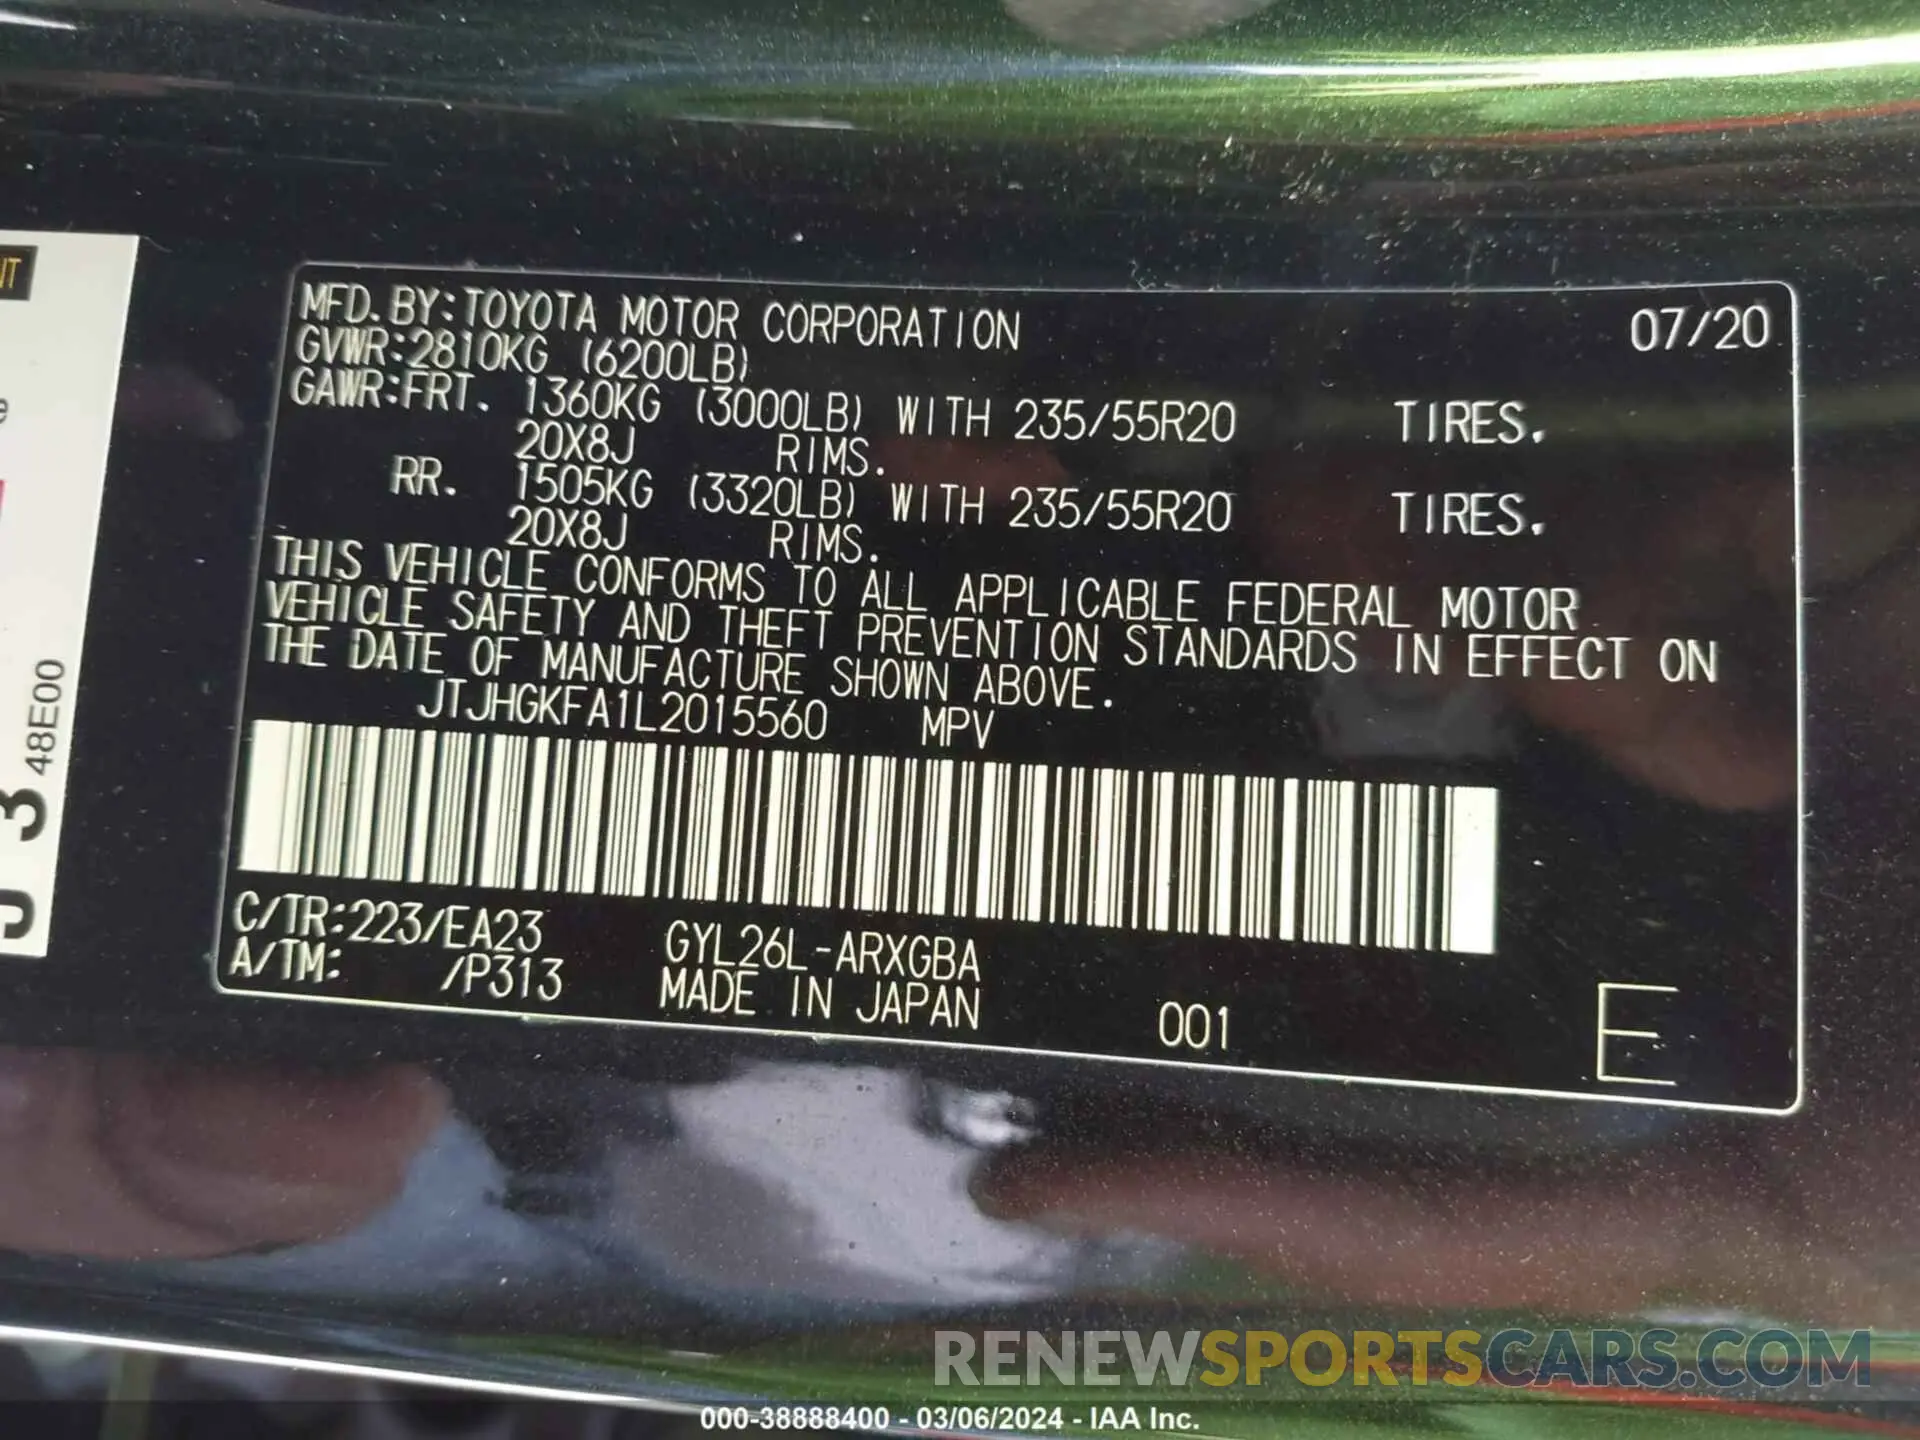 MFD.BY:TOYOTA MOTOR CORPORATION 07/20
GVWR:2810KG (6200LB)
GAWR:FRT. 1360KG (3000LB) WITH 235/55R20 TIRES.
20X8J RIMS.
RR. 1505KG (3320LB) WITH 235/55R20 TIRES.
20X8J RIMS.
THIS VEHICLE CONFORMS TO ALL APPLICABLE FEDERAL MOTOR
VEHICLE SAFETY AND THEFT PREVENTION STANDARDS IN EFFECT ON
THE DATE OF MANUFACTURE SHOWN ABOVE.
JTJHGKFA1L2015560 MPV
C/TR:223/EA23 GYL26L-ARXGBA
A/TM: /P313 MADE IN JAPAN 001 E
48E00
3
RENEWSPORTSCARS.COM
000-38888400 - 03/06/2024 - IAA Inc.